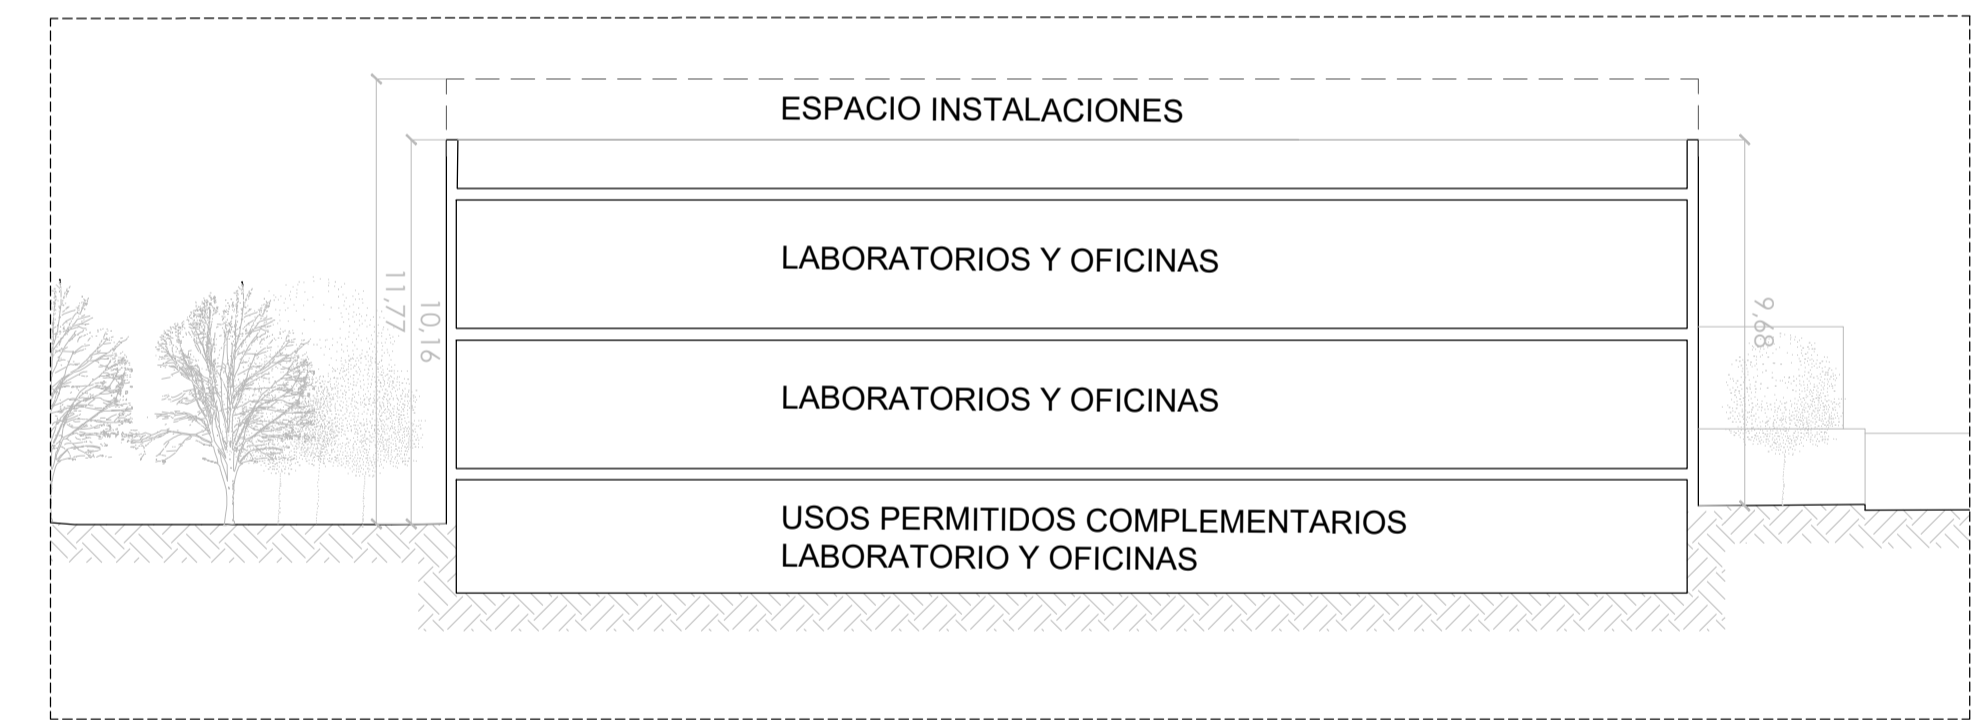 ESPACIO INSTALACIONES
LABORATORIOS Y OFICINAS
11,77
10,16
9,68
LABORATORIOS Y OFICINAS
USOS PERMITIDOS COMPLEMENTARIOS
LABORATORIO Y OFICINAS